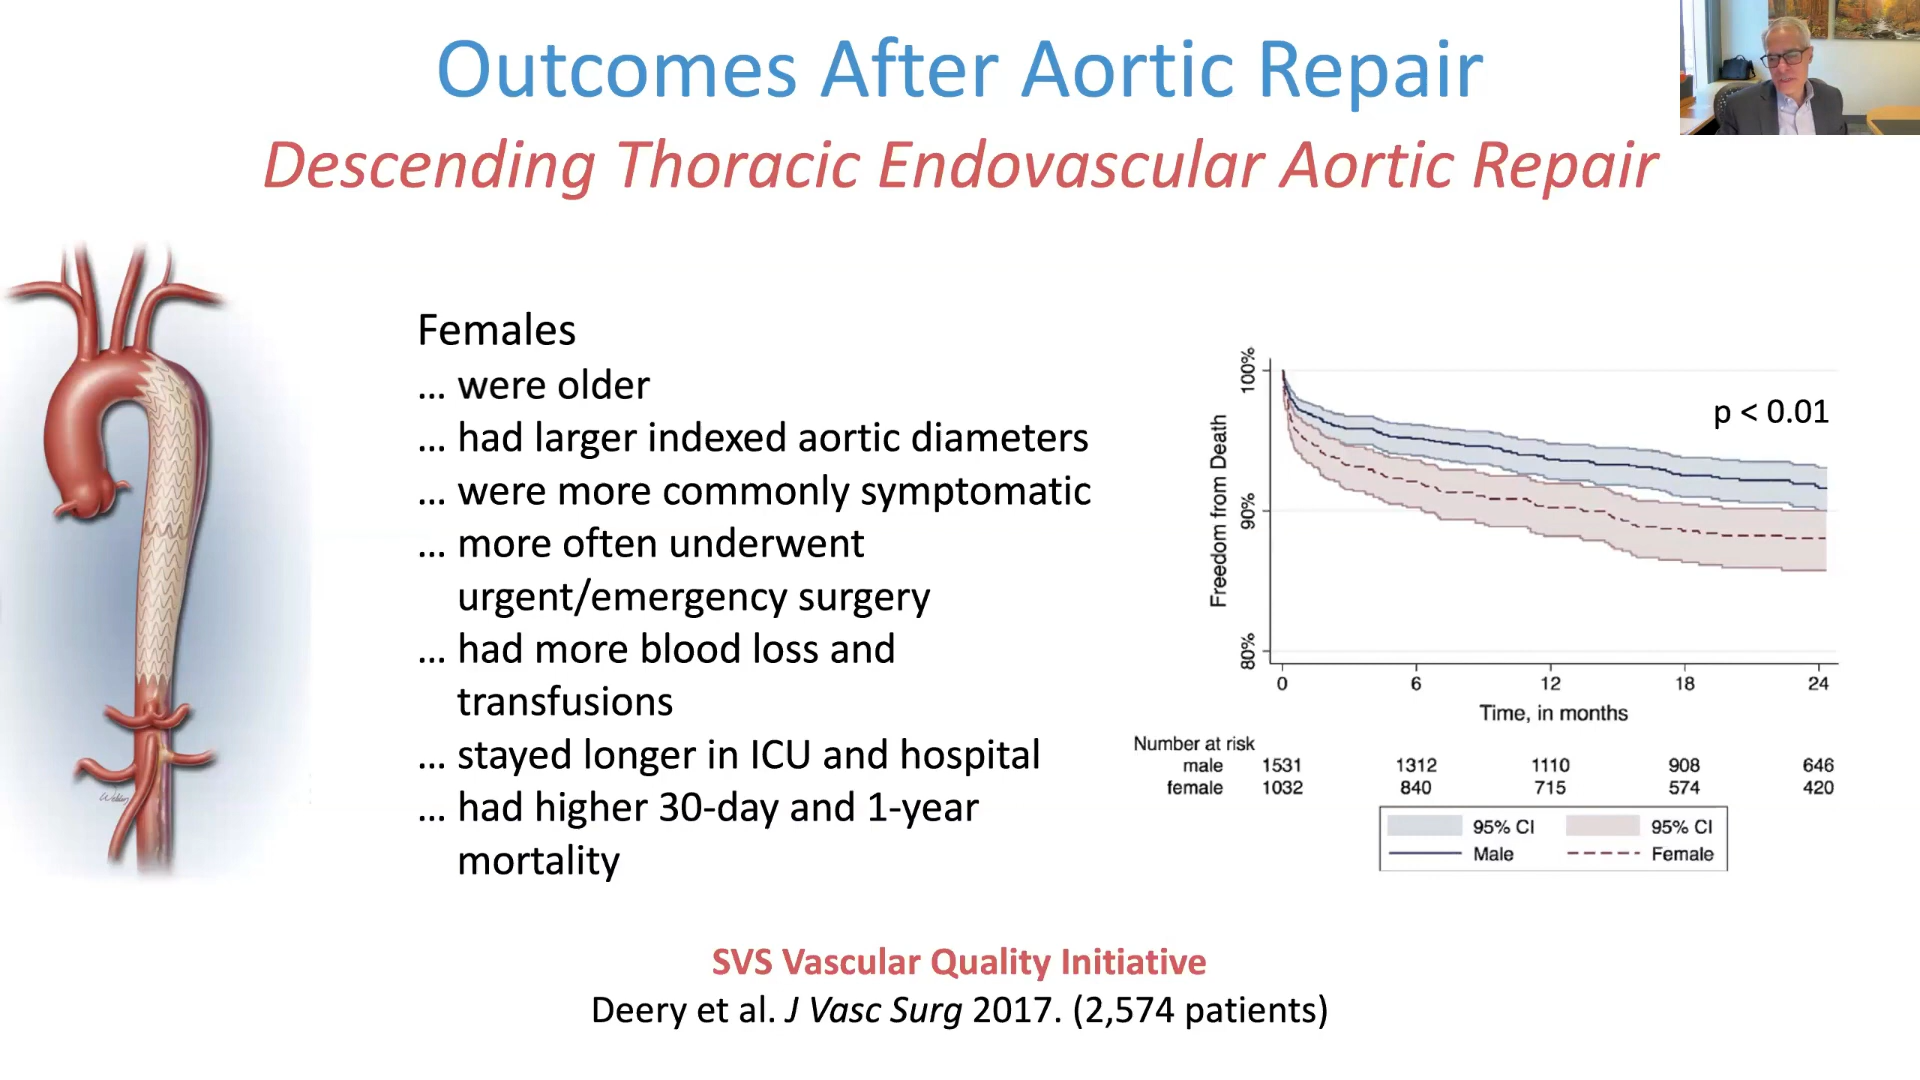 Outcomes After Aortic Repair
Descending Thoracic Endovascular Aortic Repair
Females
... were older
... had larger indexed aortic diameters
... were more commonly symptomatic
... more often underwent
urgent/emergency surgery
... had more blood loss and
transfusions
... stayed longer in ICU and hospital
... had higher 30-day and 1-year
mortality
100%
90%
80%
Freedom from Death
p < 0.01
0 6 12 18 24
Time, in months
Number at risk
male 1531 1312 1110 908 646
female 1032 840 715 574 420
95% CI 95% CI
Male Female
SVS Vascular Quality Initiative
Deery et al. J Vasc Surg 2017. (2,574 patients)